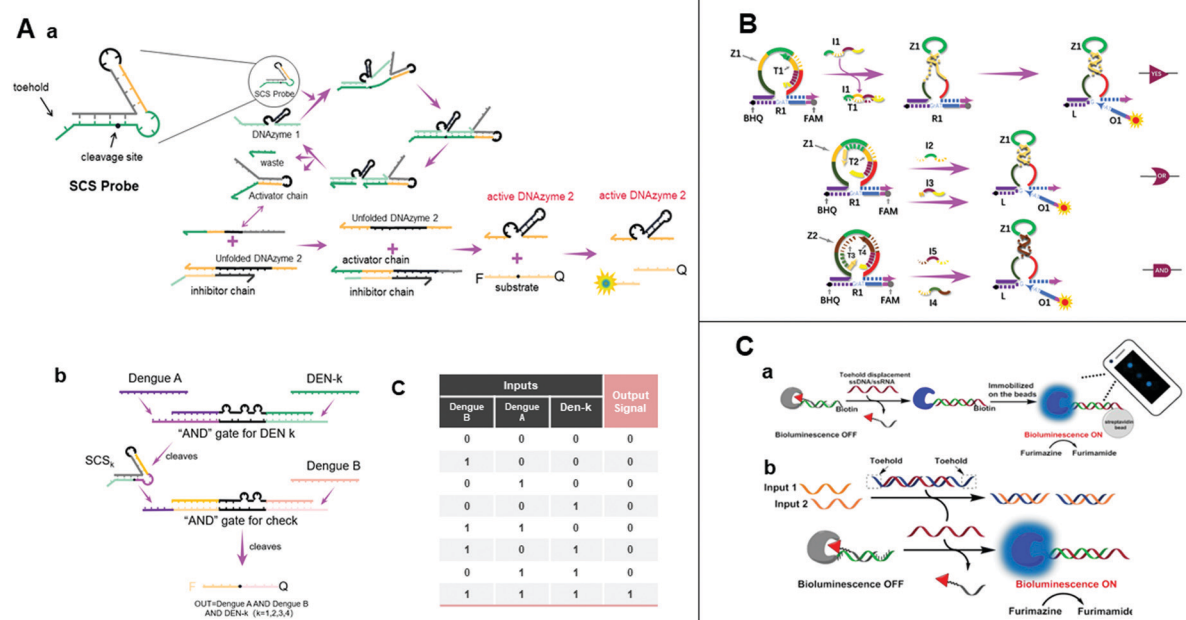 A a
toehold
cleavage site
SCS Probe
SCS Probe
DNAzyme 1
waste
Activator chain
Unfolded DNAzyme 2
inhibitor chain
Unfolded DNAzyme 2
activator chain
inhibitor chain
active DNAzyme 2
F Q
substrate
active DNAzyme 2
Q
b
Dengue A DEN-k
“AND” gate for DEN k
cleaves
SCSk
Dengue B
“AND” gate for check
cleaves
F Q
OUT=Dengue A AND Dengue B
AND DEN-k (k=1,2,3,4)
C
Inputs Output Signal
Dengue B Dengue A Den-k
0 0 0 0
1 0 0 0
0 1 0 0
0 0 1 0
1 1 0 0
1 0 1 0
0 1 1 0
1 1 1 1
B
Z1 T1 I1 I1 T1 Z1 Z1 YES
BHQ R1 FAM R1 L O1
Z1 T2 I2 I3 Z1 OR
BHQ R1 FAM L O1
Z2 T3 T4 I5 I4 Z1 AND
BHQ R1 FAM L O1
C
a
Toehold displacement
ssDNA/ssRNA
Biotin
Bioluminescence OFF
Biotin
Immobilized
on the beads
streptavidin
bead
Bioluminescence ON
Furimazine Furimamide
b
Toehold Toehold
Input 1
Input 2
Bioluminescence OFF
Bioluminescence ON
Furimazine Furimamide